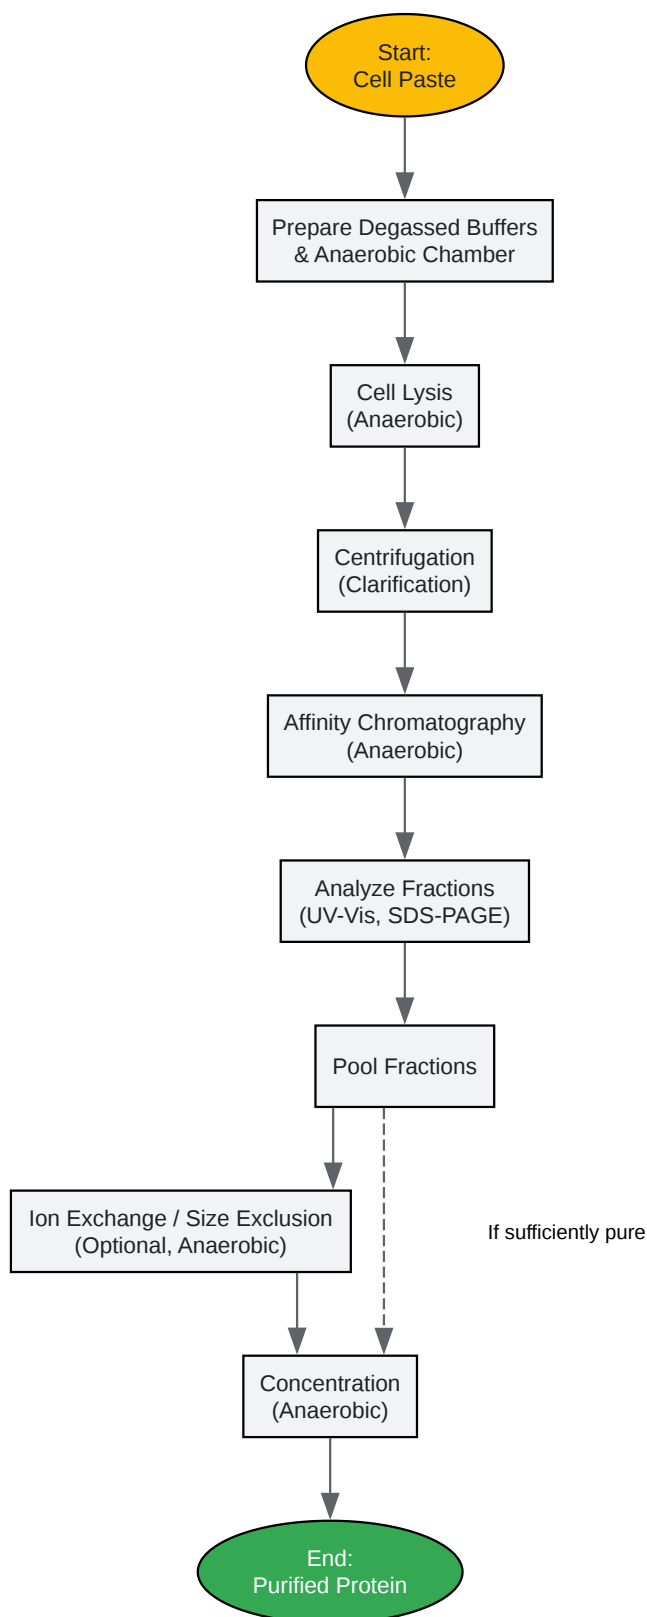 Start:
Cell Paste
Prepare Degassed Buffers
& Anaerobic Chamber
Cell Lysis
(Anaerobic)
Centrifugation
(Clarification)
Affinity Chromatography
(Anaerobic)
Analyze Fractions
(UV-Vis, SDS-PAGE)
Pool Fractions
Ion Exchange / Size Exclusion
(Optional, Anaerobic)
If sufficiently pure
Concentration
(Anaerobic)
End:
Purified Protein